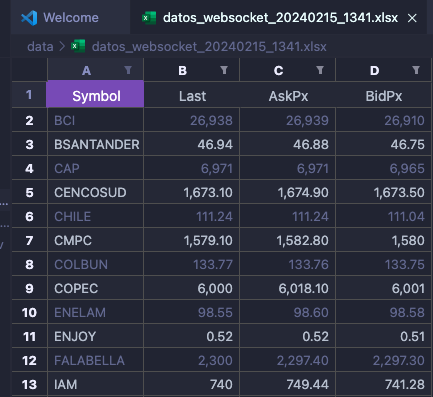 Welcome datos_websocket_20240215_1341.xlsx
data > datos_websocket_20240215_1341.xlsx
A B C D
1 Symbol Last AskPx BidPx
2 BCI 26,938 26,939 26,910
3 BSANTANDER 46.94 46.88 46.75
4 CAP 6,971 6,971 6,965
5 CENCOSUD 1,673.10 1,674.90 1,673.50
6 CHILE 111.24 111.24 111.04
7 CMPC 1,579.10 1,582.80 1,580
8 COLBUN 133.77 133.76 133.75
9 COPEC 6,000 6,018.10 6,001
10 ENELAM 98.55 98.60 98.58
11 ENJOY 0.52 0.52 0.51
12 FALABELLA 2,300 2,297.40 2,297.30
13 IAM 740 749.44 741.28